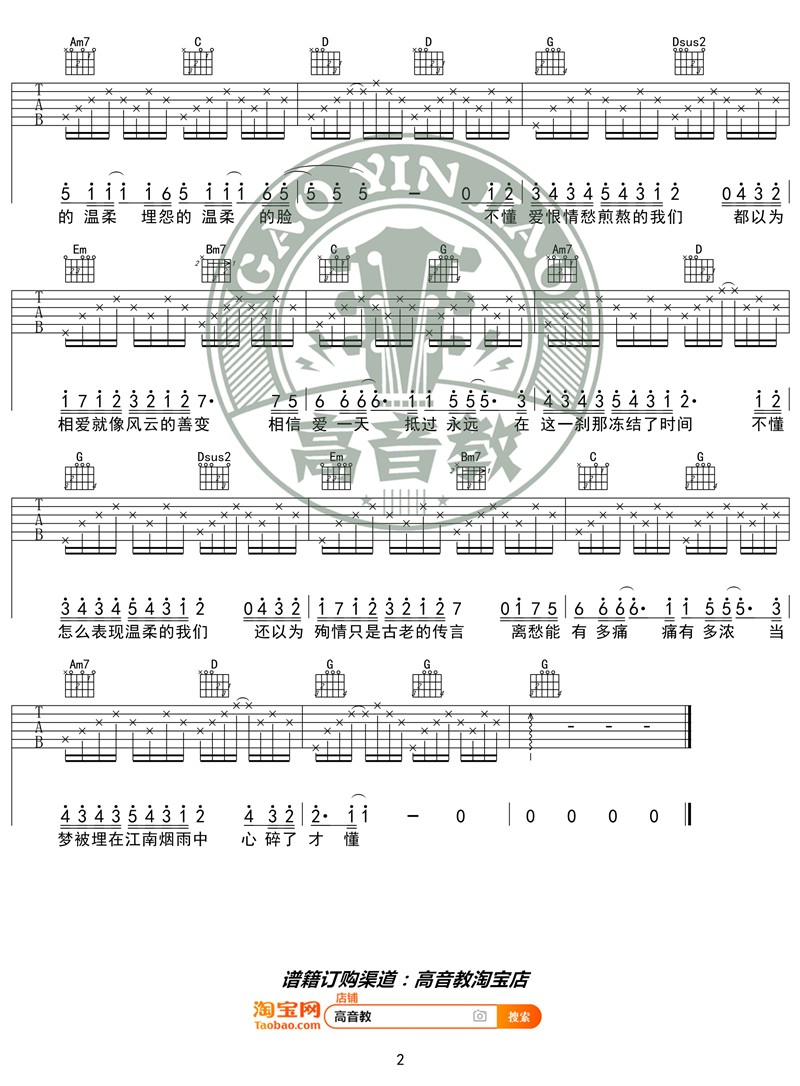 Am7 C D D G Dsus2
T A B
5 1 1 1 1 6 5 1 1 1 1 6 5 5 5 5 - 0 1 2 3 4 3 4 5 4 3 1 2 0 4 3 2
的 温柔 埋怨的 温柔 的脸 不懂 爱恨情愁煎熬的我们 都以为
Em Bm7 C G Am7 D
T A B
1 7 1 2 3 2 1 2 7· 7 5 6 6 6 6· 1 1 5 5 5· 3 4 3 4 3 5 4 3 1 2· 1 2
相爱就像风云的善变 相信 爱 一天 抵过 永远 在 这一刹那冻结了时间 不懂
G Dsus2 Em Bm7 C G
T A B
3 4 3 4 5 4 3 1 2 0 4 3 2 1 7 1 2 3 2 1 2 7 0 1 7 5 6 6 6 6· 1 1 5 5 5· 3
怎么表现温柔的我们 还以为 殉情只是古老的传言 离愁能 有 多痛 痛有 多浓 当
Am7 D G G G
T A B
4 3 4 3 5 4 3 1 2 4 3 2 2· 1 1 - 0 0 0 0 0
梦被埋在江南烟雨中 心 碎了 才 懂
GAO YIN JIAO
高音教
谱籍订购渠道：高音教淘宝店
淘宝网 店铺
Taobao.com 高音教 搜索
2